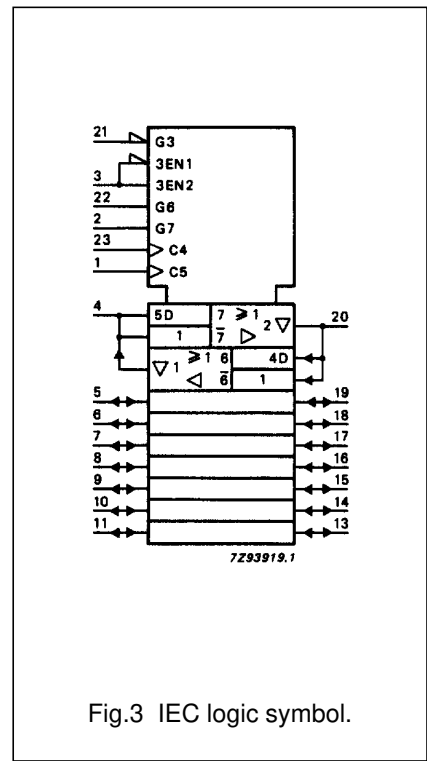 21 G3
3EN1
3 3EN2
22 G6
2 G7
23 C4
1 C5
4 5D 7 ≥1 2 ▽ 20
1 7̅ ▷
▽ 1 ≥1 6 4D
◁ 6̅ 1
5 19
6 18
7 17
8 16
9 15
10 14
11 13
7Z93919.1
Fig.3 IEC logic symbol.